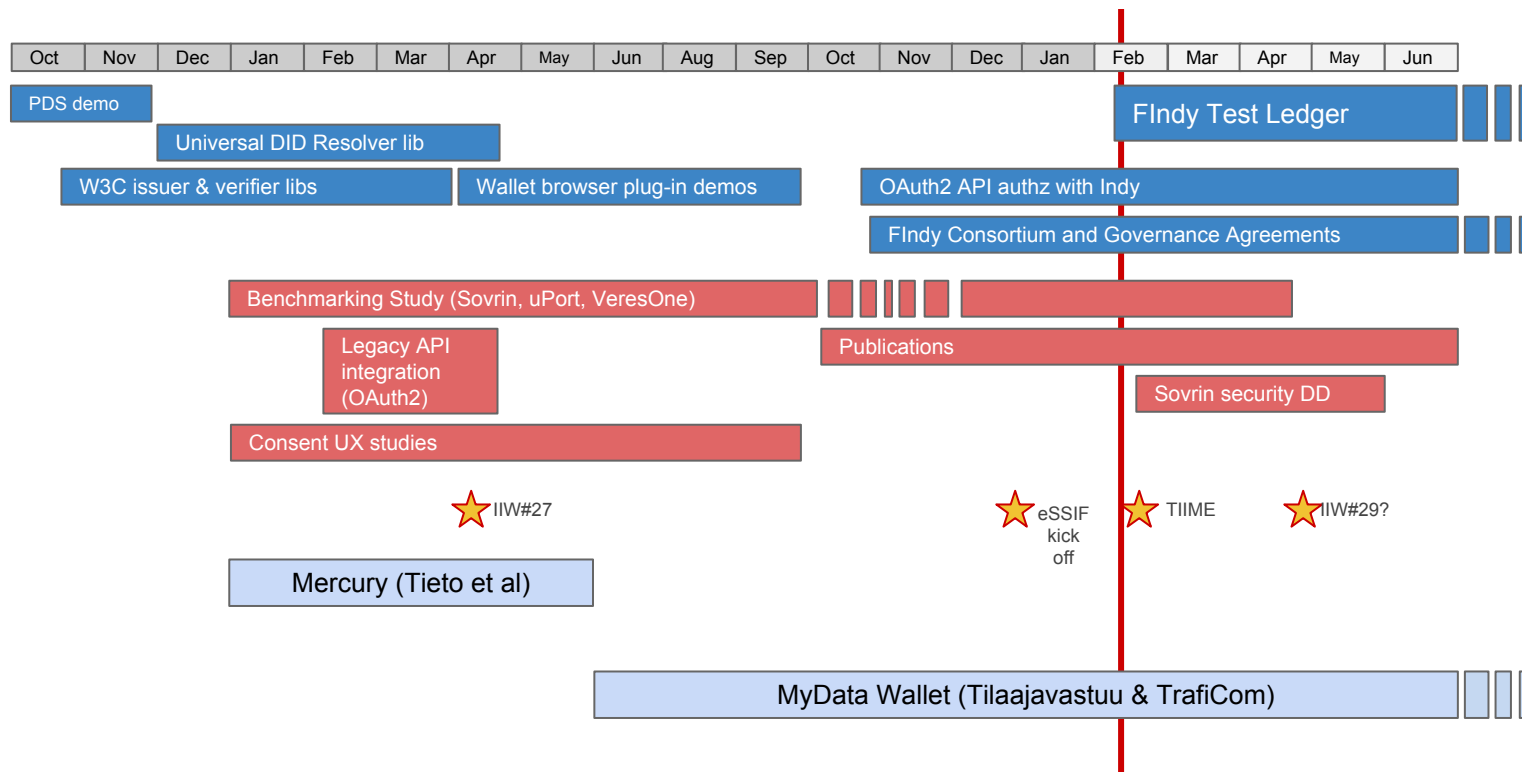 Oct Nov Dec Jan Feb Mar Apr May Jun Aug Sep Oct Nov Dec Jan Feb Mar Apr May Jun
PDS demo
FIndy Test Ledger
Universal DID Resolver lib
W3C issuer & verifier libs
Wallet browser plug-in demos
OAuth2 API authz with Indy
FIndy Consortium and Governance Agreements
Benchmarking Study (Sovrin, uPort, VeresOne)
Legacy API
integration
(OAuth2)
Publications
Sovrin security DD
Consent UX studies
IIW#27
eSSIF
kick
off
TIIME
IIW#29?
Mercury (Tieto et al)
MyData Wallet (Tilaajavastuu & TrafiCom)